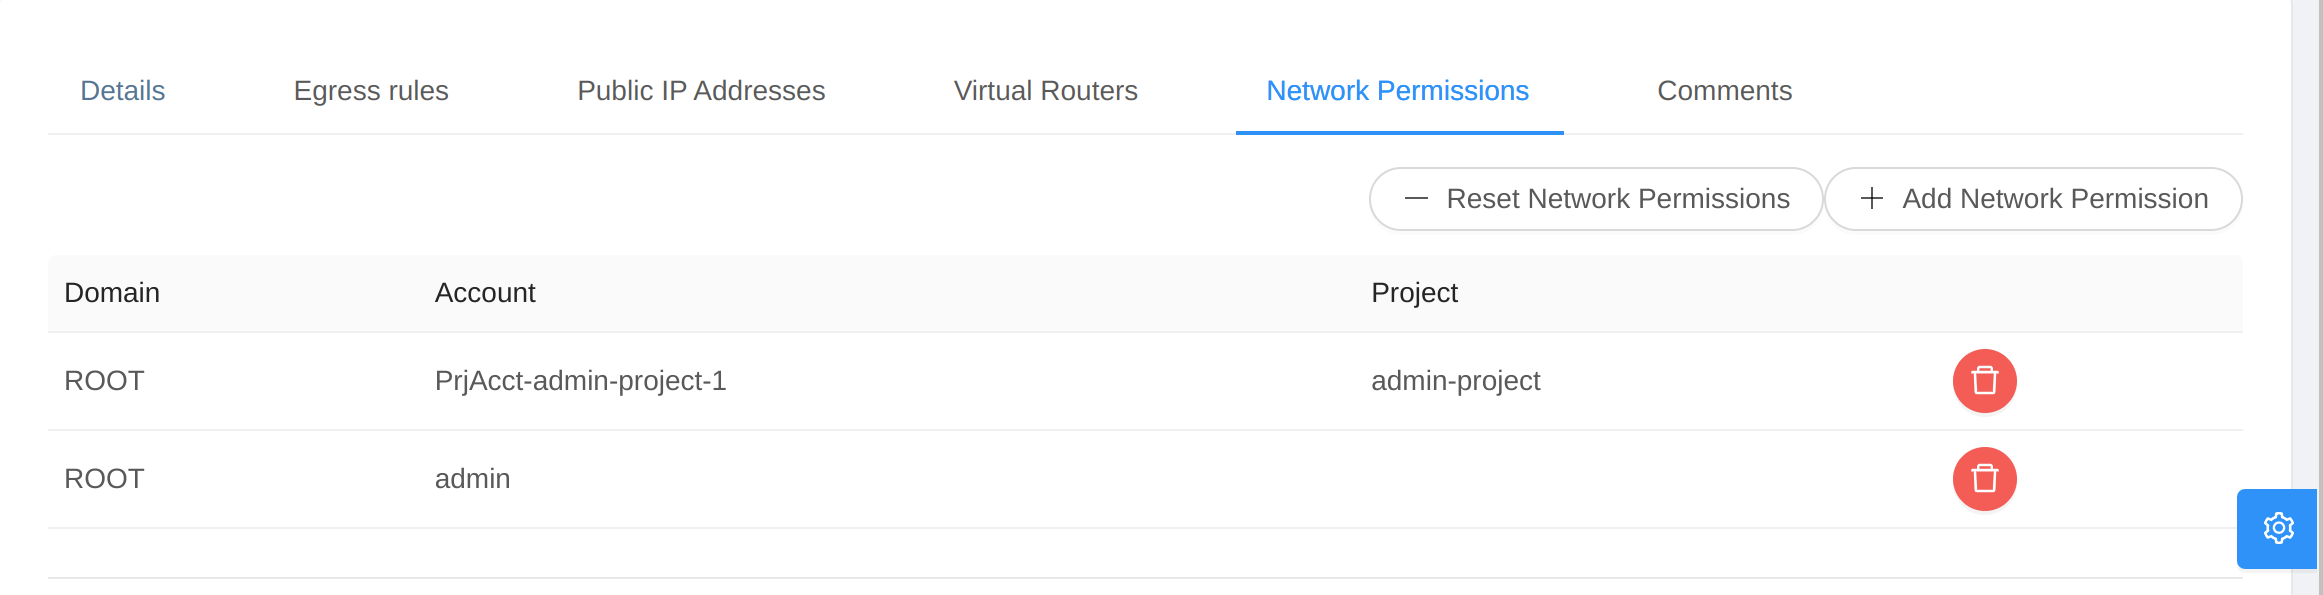 Details Egress rules Public IP Addresses Virtual Routers Network Permissions Comments
Reset Network Permissions Add Network Permission
Domain Account Project
ROOT PrjAcct-admin-project-1 admin-project
ROOT admin